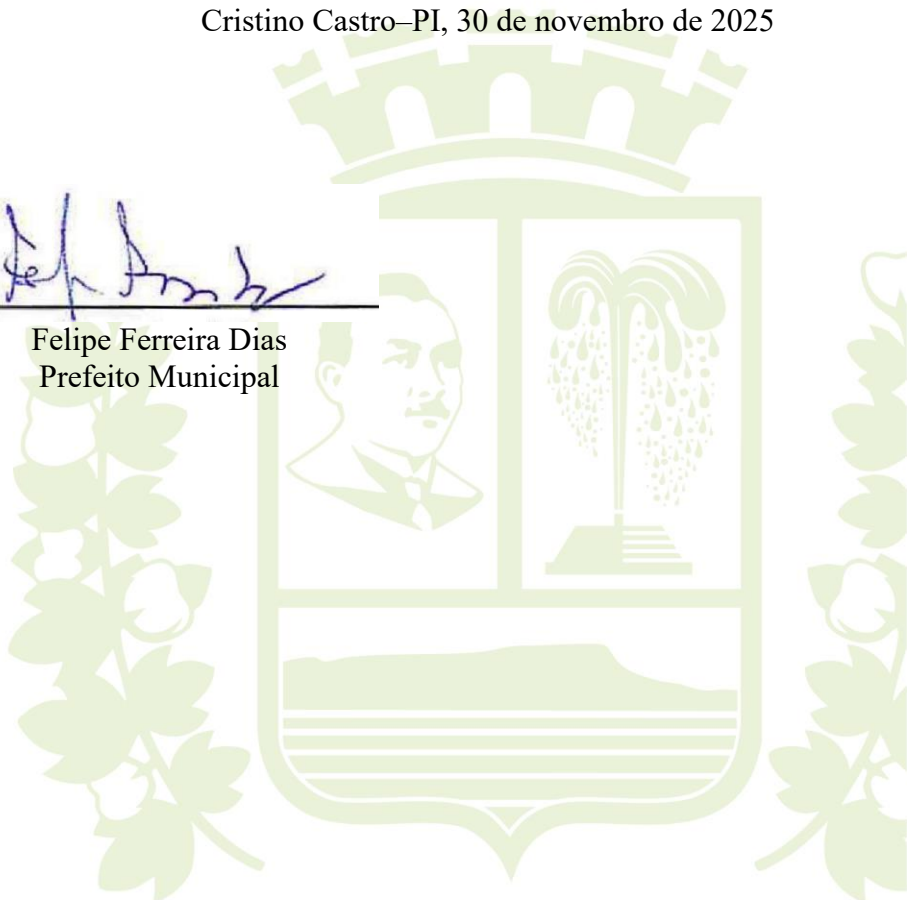 Cristino Castro–PI, 30 de novembro de 2025
Felipe Ferreira Dias
Prefeito Municipal